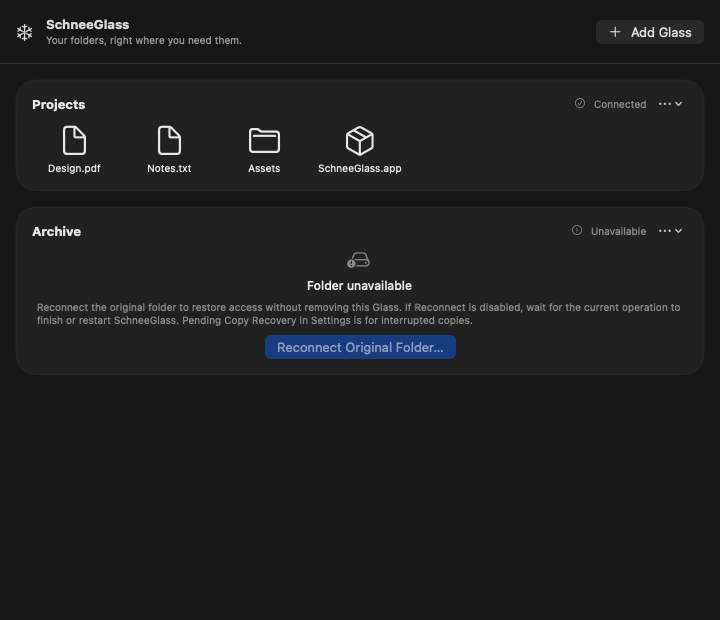 SchneeGlass
Your folders, right where you need them.
+ Add Glass
Projects
Connected
Design.pdf
Notes.txt
Assets
SchneeGlass.app
Archive
Unavailable
Folder unavailable
Reconnect the original folder to restore access without removing this Glass. If Reconnect is disabled, wait for the current operation to
finish or restart SchneeGlass. Pending Copy Recovery in Settings is for interrupted copies.
Reconnect Original Folder...